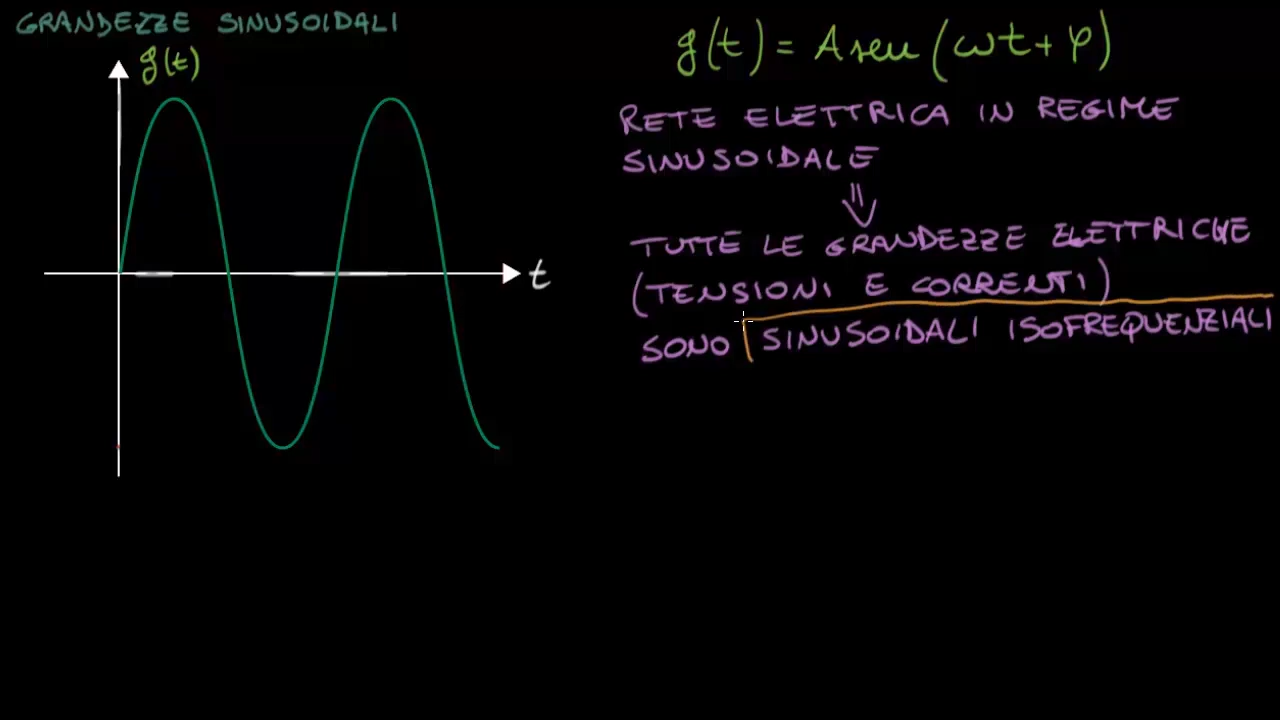 GRANDEZZE SINUSOIDALI
g(t)
t
g(t) = A sen (ωt + φ)
RETE ELETTRICA IN REGIME
SINUSOIDALE
⇓
TUTTE LE GRANDEZZE ELETTRICHE
(TENSIONI E CORRENTI)
SONO SINUSOIDALI ISOFREQUENZIALI